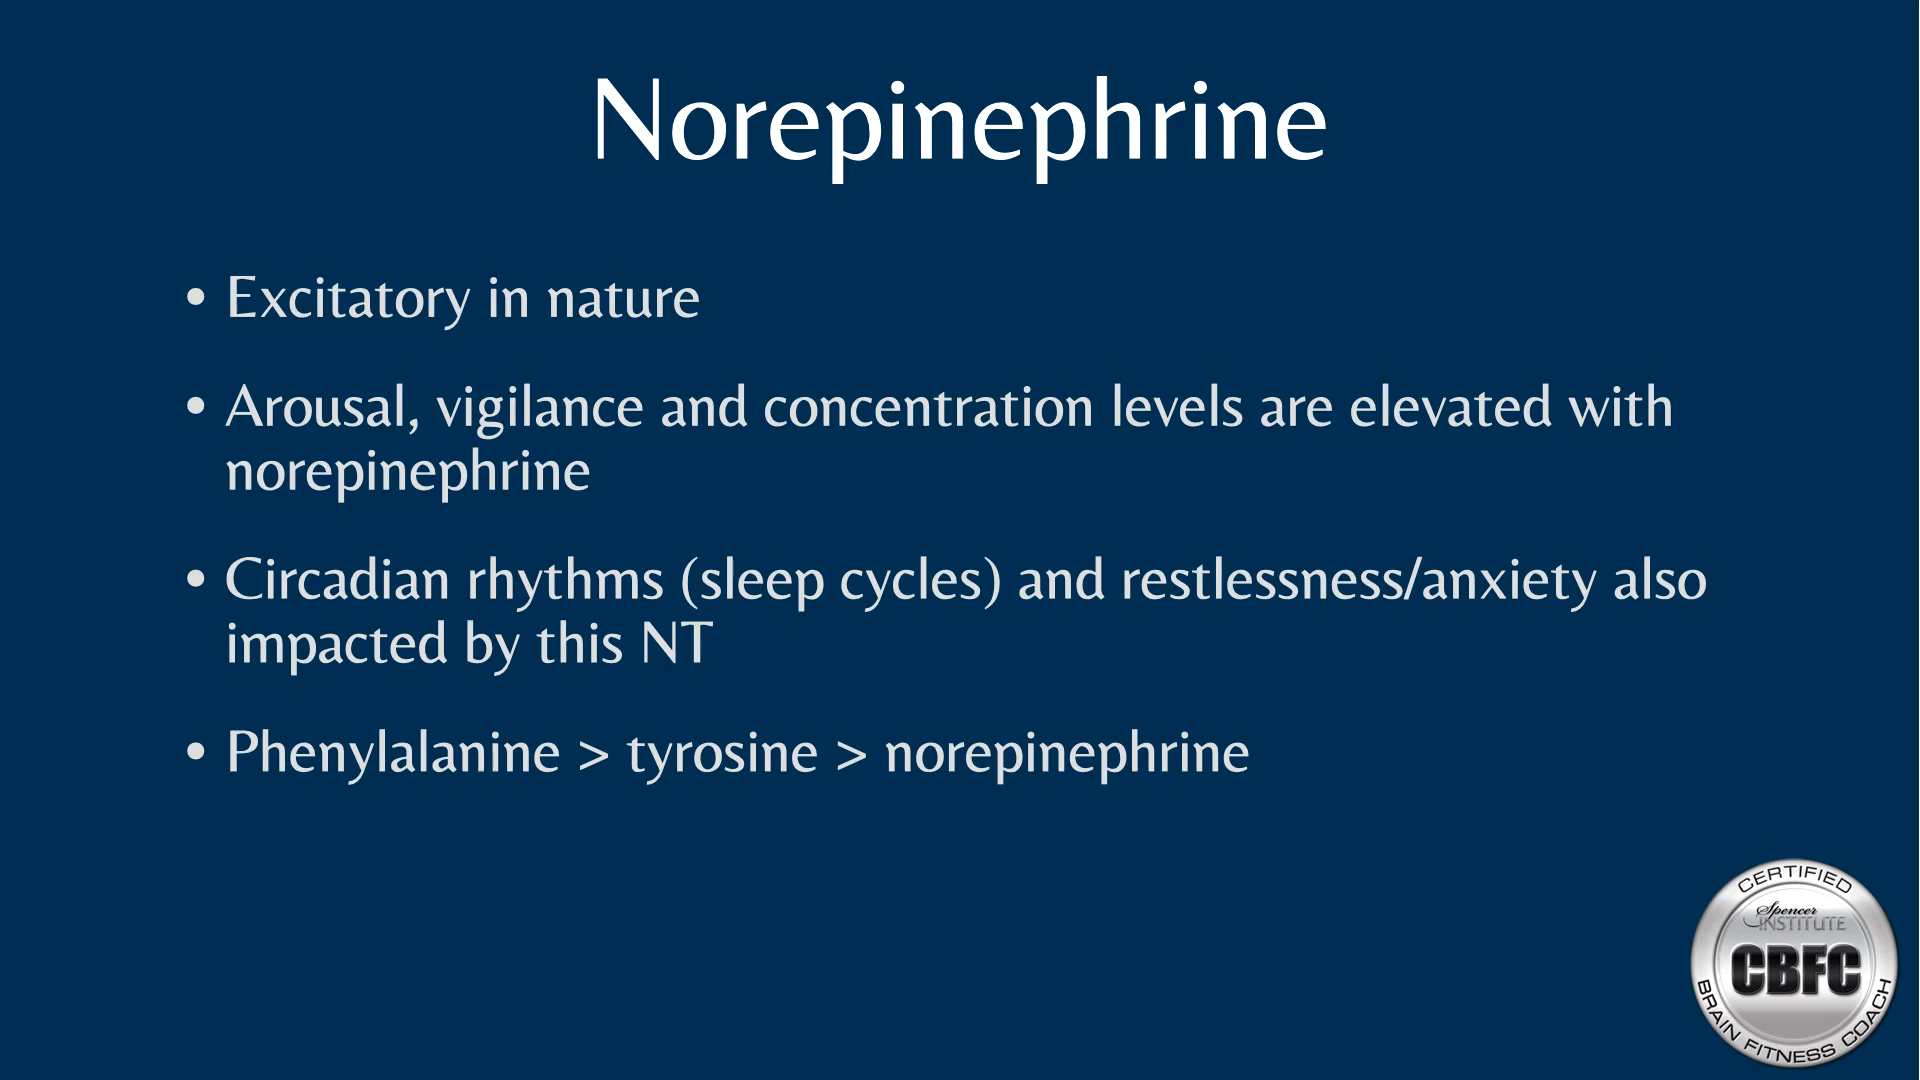 Norepinephrine
• Excitatory in nature
• Arousal, vigilance and concentration levels are elevated with
norepinephrine
• Circadian rhythms (sleep cycles) and restlessness/anxiety also
impacted by this NT
• Phenylalanine > tyrosine > norepinephrine
CERTIFIED
Spencer
INSTITUTE
CBFC
BRAIN FITNESS COACH